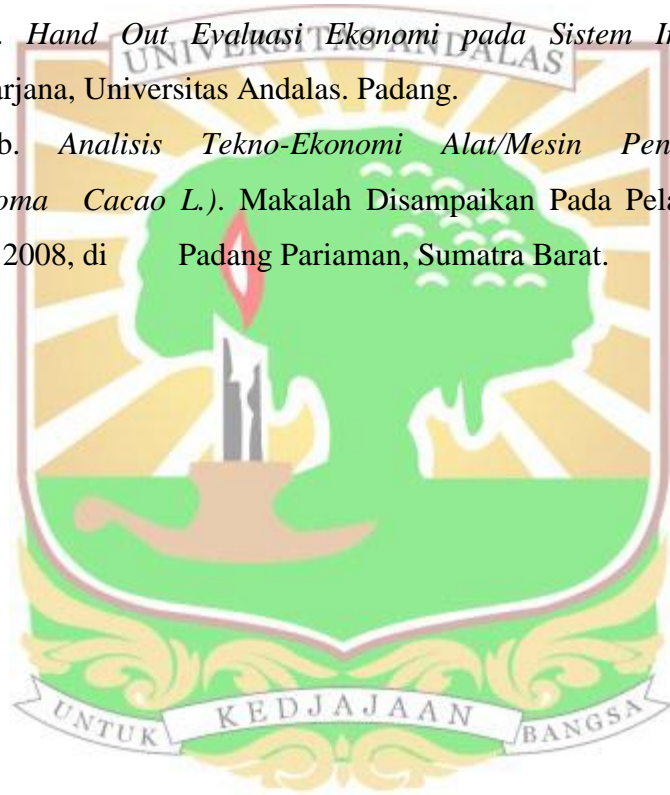 . Hand Out Evaluasi Ekonomi pada Sistem
UNIVERSITAS ANDALAS
arjana, Universitas Andalas. Padang.
b. Analisis Tekno-Ekonomi Alat/Mesin Pen
oma Cacao L.). Makalah Disampaikan Pada Pela
2008, di Padang Pariaman, Sumatra Barat.
UNTUK KEDJAJAAN BANGSA